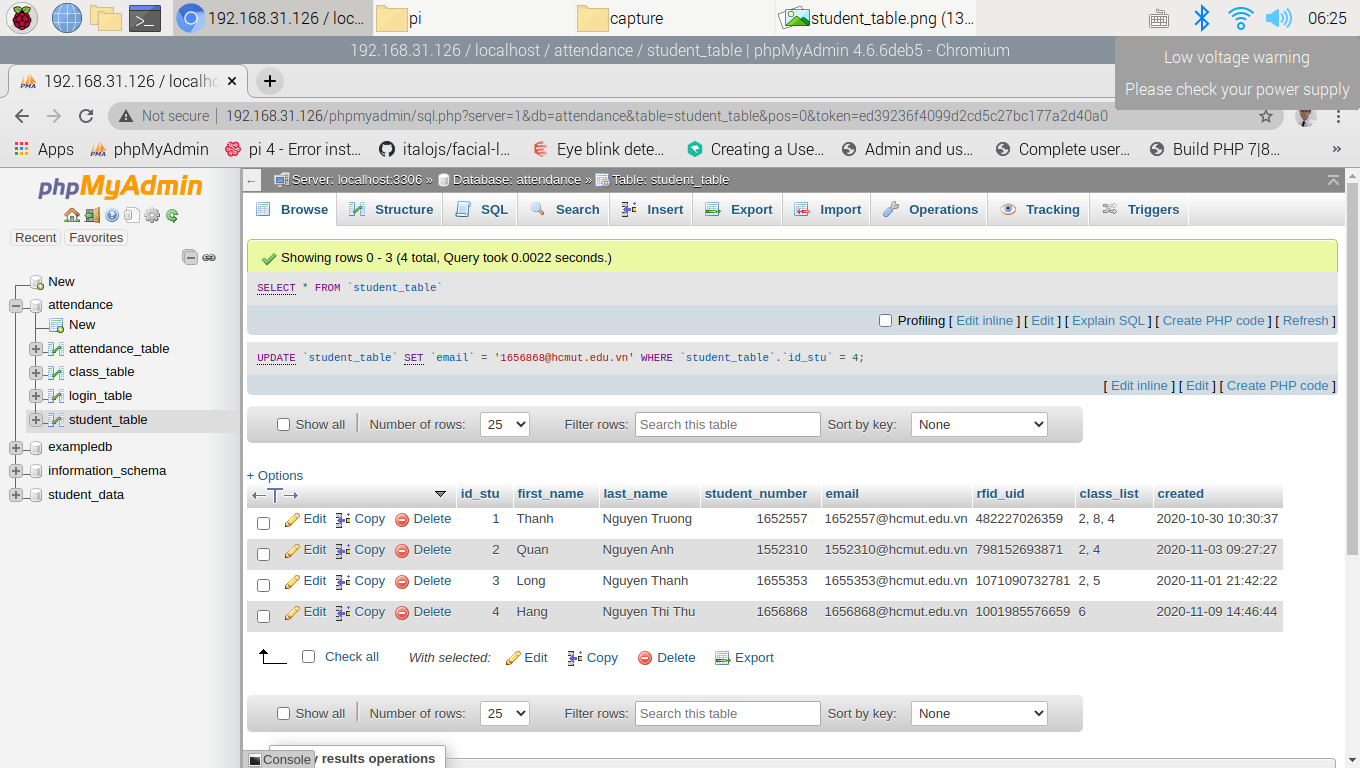 192.168.31.126 / loc...
pi
capture
student_table.png (13...
06:25
192.168.31.126 / localhost / attendance / student_table | phpMyAdmin 4.6.6deb5 - Chromium
Low voltage warning
Please check your power supply
PMA 192.168.31.126 / localho × +
Not secure | 192.168.31.126/phpmyadmin/sql.php?server=1&db=attendance&table=student_table&pos=0&token=ed39236f4099d2cd5c27bc177a2d40a0
Apps PMA phpMyAdmin pi 4 - Error inst... italojs/facial-l... Eye blink dete... Creating a Use... Admin and us... Complete user... Build PHP 7|8... »
phpMyAdmin
Recent Favorites
New
attendance
New
attendance_table
class_table
login_table
student_table
exampledb
information_schema
student_data
Server: localhost:3306 » Database: attendance » Table: student_table
Browse Structure SQL Search Insert Export Import Operations Tracking Triggers
Showing rows 0 - 3 (4 total, Query took 0.0022 seconds.)
SELECT * FROM `student_table`
Profiling [ Edit inline ] [ Edit ] [ Explain SQL ] [ Create PHP code ] [ Refresh ]
UPDATE `student_table` SET `email` = '1656868@hcmut.edu.vn' WHERE `student_table`.`id_stu` = 4;
[ Edit inline ] [ Edit ] [ Create PHP code ]
Show all | Number of rows: 25 Filter rows: Search this table Sort by key: None
+ Options
←T→ id_stu first_name last_name student_number email rfid_uid class_list created
Edit Copy Delete 1 Thanh Nguyen Truong 1652557 1652557@hcmut.edu.vn 482227026359 2, 8, 4 2020-10-30 10:30:37
Edit Copy Delete 2 Quan Nguyen Anh 1552310 1552310@hcmut.edu.vn 798152693871 2, 4 2020-11-03 09:27:27
Edit Copy Delete 3 Long Nguyen Thanh 1655353 1655353@hcmut.edu.vn 1071090732781 2, 5 2020-11-01 21:42:22
Edit Copy Delete 4 Hang Nguyen Thi Thu 1656868 1656868@hcmut.edu.vn 1001985576659 6 2020-11-09 14:46:44
Check all With selected: Edit Copy Delete Export
Show all | Number of rows: 25 Filter rows: Search this table Sort by key: None
Console y results operations